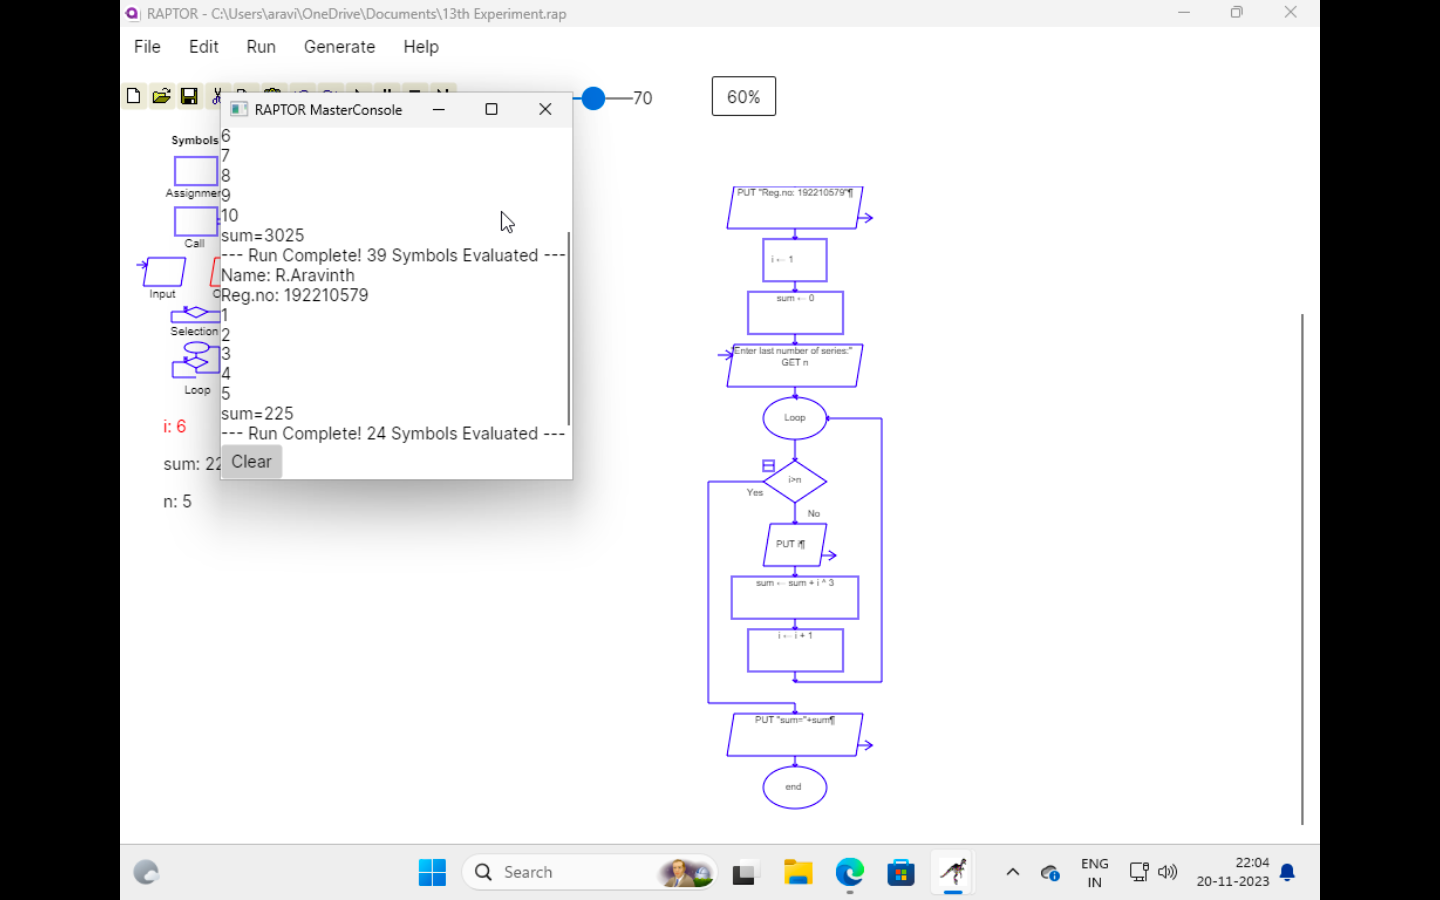 RAPTOR - C:\Users\aravi\OneDrive\Documents\13th Experiment.rap
File Edit Run Generate Help
70
60%
RAPTOR MasterConsole
6
7
8
9
10
sum=3025
--- Run Complete! 39 Symbols Evaluated ---
Name: R.Aravinth
Reg.no: 192210579
1
2
3
4
5
sum=225
--- Run Complete! 24 Symbols Evaluated ---
Clear
Symbols
Assignmen
Call
Input
Selection
Loop
i: 6
sum: 22
n: 5
PUT "Reg.no: 192210579"¶
i ← 1
sum ← 0
"Enter last number of series:"
GET n
Loop
i>n
Yes
No
PUT i¶
sum ← sum + i ^ 3
i ← i + 1
PUT "sum="+sum¶
end
Search
ENG
IN
22:04
20-11-2023